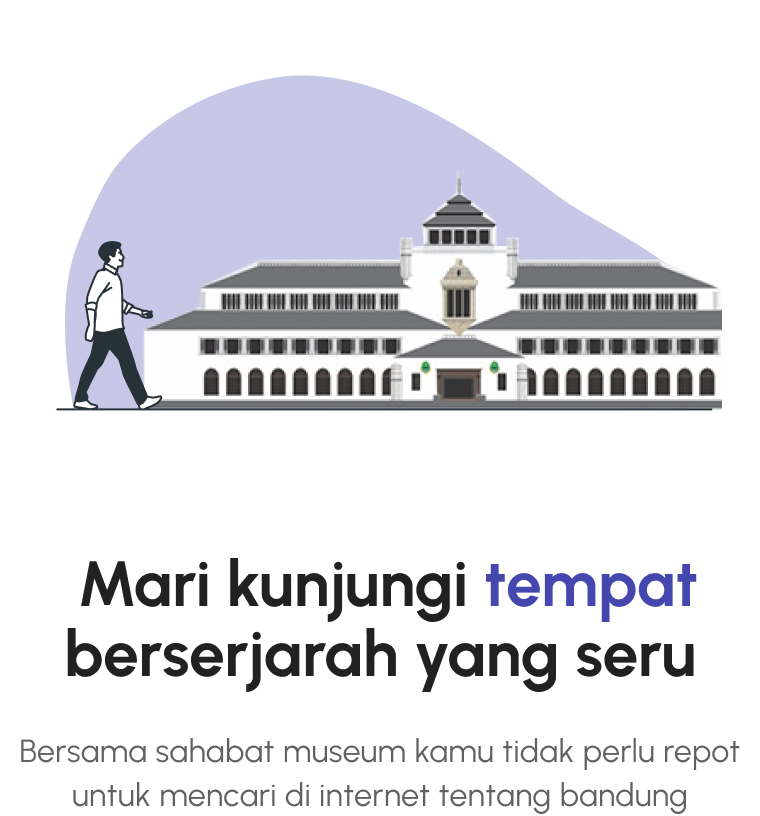 Mari kunjungi tempat
berserjarah yang seru
Bersama sahabat museum kamu tidak perlu repot
untuk mencari di internet tentang bandung